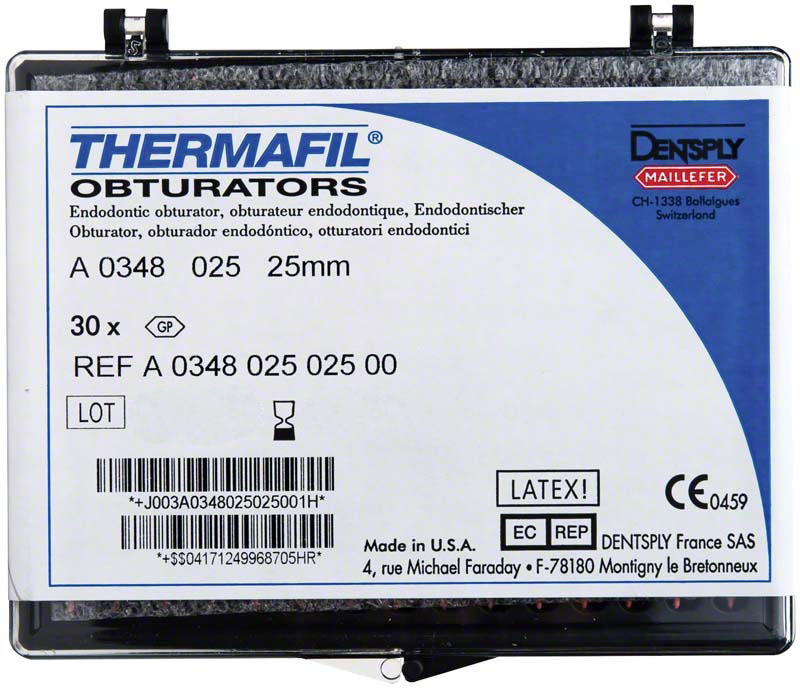 THERMAFIL®
OBTURATORS
Endodontic obturator, obturateur endodontique, Endodontischer
Obturator, obturador endodóntico, otturatori endodontici
A 0348 025 25mm
30 x GP
REF A 0348 025 025 00
LOT
*+J003A0348025025001H*
*+$$04171249968705HR*
DENTSPLY
MAILLEFER
CH-1338 Ballaigues
Switzerland
LATEX!
CE 0459
Made in U.S.A. EC REP DENTSPLY France SAS
4, rue Michael Faraday • F-78180 Montigny le Bretonneux